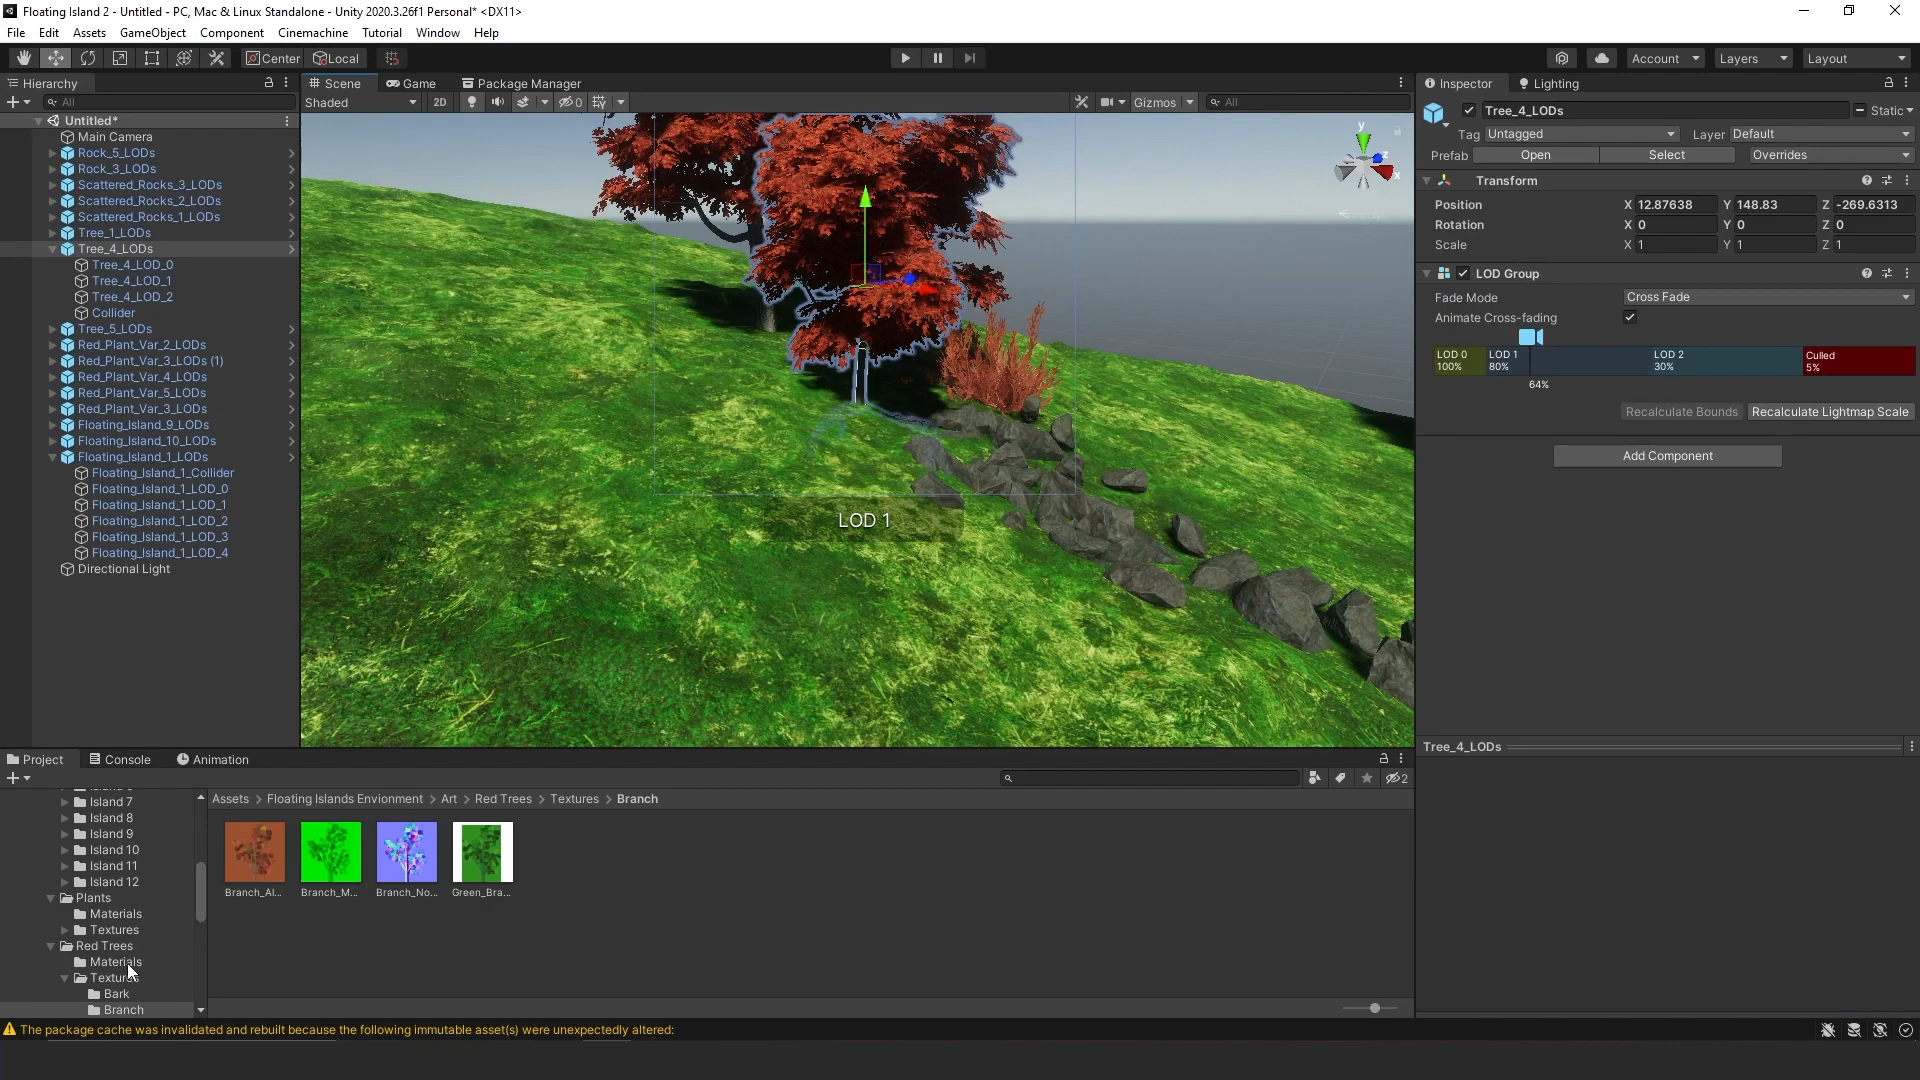 Floating Island 2 - Untitled - PC, Mac & Linux Standalone - Unity 2020.3.26f1 Personal* <DX11>
File Edit Assets GameObject Component Cinemachine Tutorial Window Help
Center Local Account Layers Layout
Hierarchy
All
Untitled*
Main Camera
Rock_5_LODs
Rock_3_LODs
Scattered_Rocks_3_LODs
Scattered_Rocks_2_LODs
Scattered_Rocks_1_LODs
Tree_1_LODs
Tree_4_LODs
Tree_4_LOD_0
Tree_4_LOD_1
Tree_4_LOD_2
Collider
Tree_5_LODs
Red_Plant_Var_2_LODs
Red_Plant_Var_3_LODs (1)
Red_Plant_Var_4_LODs
Red_Plant_Var_5_LODs
Red_Plant_Var_3_LODs
Floating_Island_9_LODs
Floating_Island_10_LODs
Floating_Island_1_LODs
Floating_Island_1_Collider
Floating_Island_1_LOD_0
Floating_Island_1_LOD_1
Floating_Island_1_LOD_2
Floating_Island_1_LOD_3
Floating_Island_1_LOD_4
Directional Light
Scene Game Package Manager
Shaded 2D 0 Gizmos All
y
z
x
LOD 1
Inspector Lighting
Tree_4_LODs Static
Tag Untagged Layer Default
Prefab Open Select Overrides
Transform
Position X 12.87638 Y 148.83 Z -269.6313
Rotation X 0 Y 0 Z 0
Scale X 1 Y 1 Z 1
LOD Group
Fade Mode Cross Fade
Animate Cross-fading
LOD 0 LOD 1 LOD 2 Culled
100% 80% 30% 5%
64%
Recalculate Bounds Recalculate Lightmap Scale
Add Component
Tree_4_LODs
Project Console Animation
2
Island 7
Island 8
Island 9
Island 10
Island 11
Island 12
Plants
Materials
Textures
Red Trees
Materials
Bark
Branch
Assets > Floating Islands Envionment > Art > Red Trees > Textures > Branch
Branch_Al... Branch_M... Branch_No... Green_Bra...
The package cache was invalidated and rebuilt because the following immutable asset(s) were unexpectedly altered: